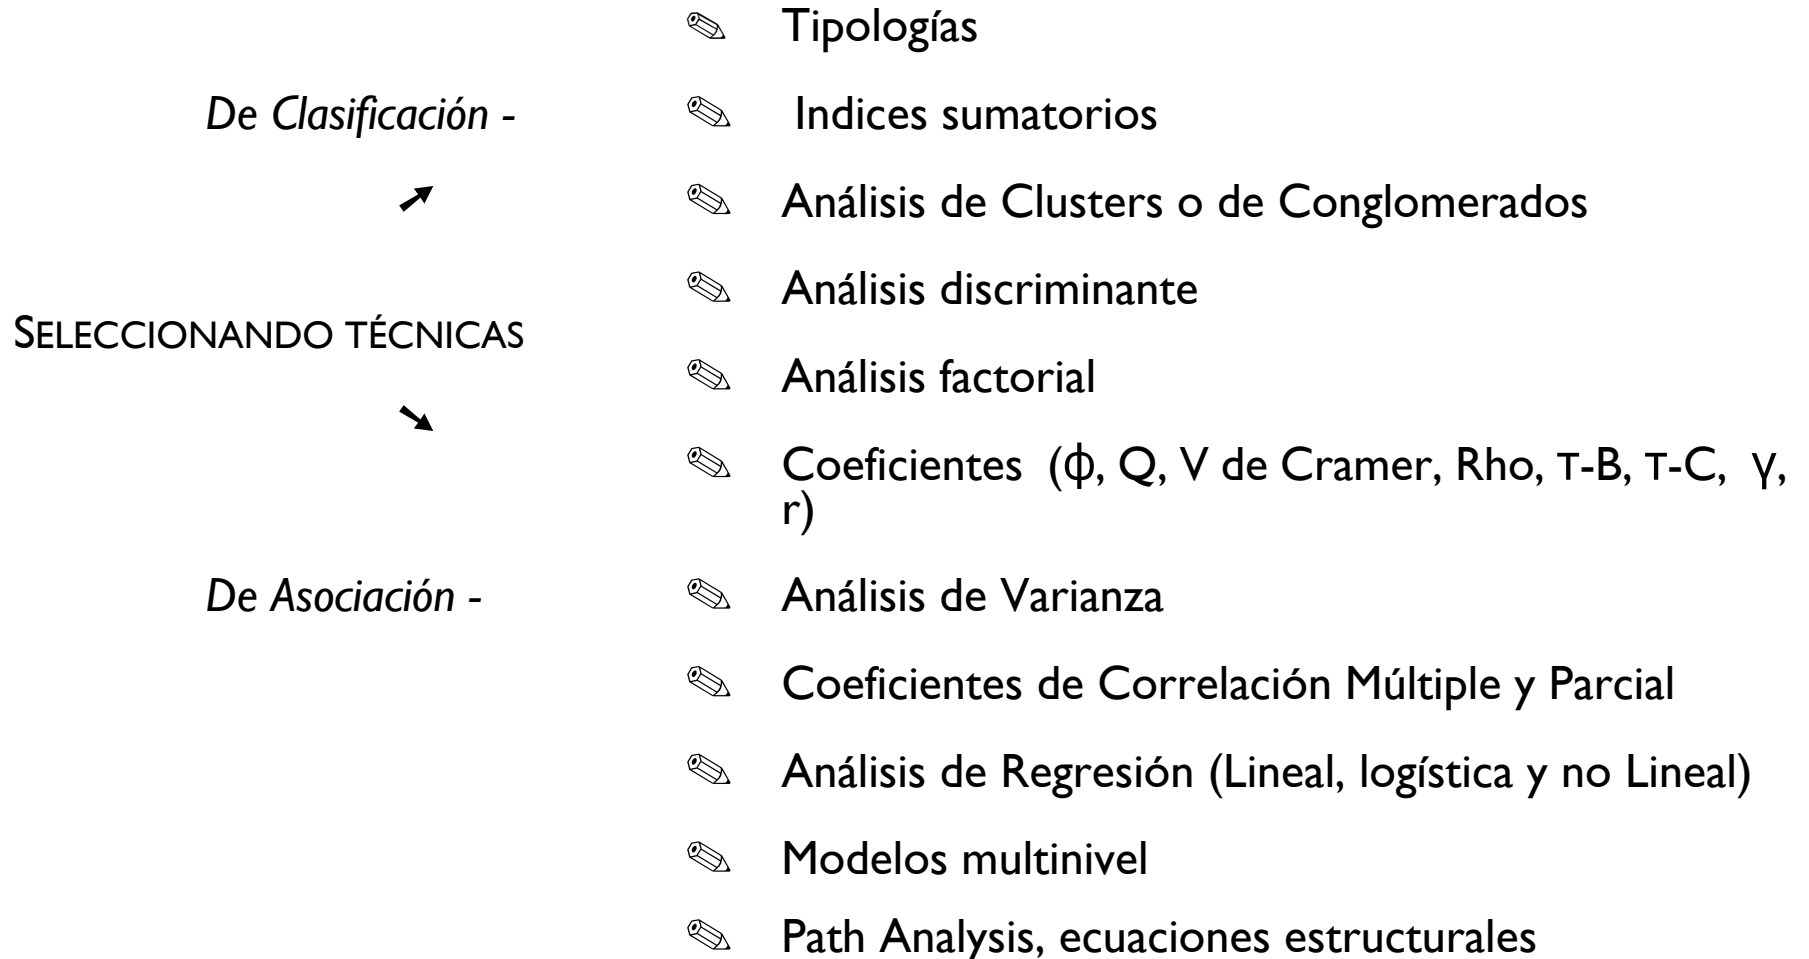 ✎ Tipologías
De Clasificación -
✎ Indices sumatorios
✎ Análisis de Clusters o de Conglomerados
✎ Análisis discriminante
SELECCIONANDO TÉCNICAS
✎ Análisis factorial
✎ Coeficientes (ϕ, Q, V de Cramer, Rho, τ-B, τ-C, γ,
r)
De Asociación -
✎ Análisis de Varianza
✎ Coeficientes de Correlación Múltiple y Parcial
✎ Análisis de Regresión (Lineal, logística y no Lineal)
✎ Modelos multinivel
✎ Path Analysis, ecuaciones estructurales